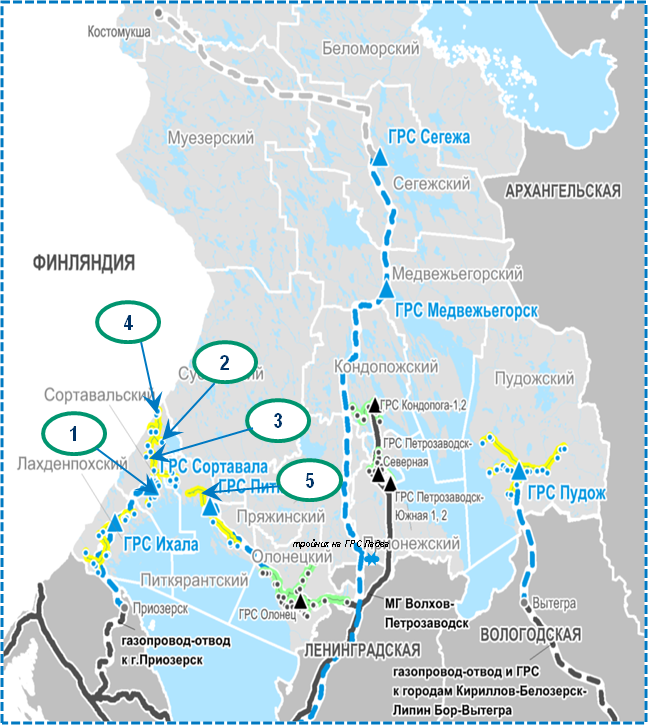 Костомукша
Беломорский
Муезерский
ГРС Сегежа
Сегежский
АРХАНГЕЛЬСКАЯ
ФИНЛЯНДИЯ
Медвежьегорский
ГРС Медвежьегорск
4
2
Кондопожский
Пудожский
Сортавальский
ГРС Кондопога-1,2
1
3
ГРС Петрозаводск-
Северная
Лахденпохский
ГРС Сортавала
5
ГРС Пудож
ГРС Петрозаводск-
Южная 1, 2
Пряжинский
тройник на ГРС
ГРС Ихала
Олонецкий
Питкярантский
Приозерск
ГРС Олонец
МГ Волхов-
Петрозаводск
Вытегра
газопровод-отвод
к г.Приозерск
ЛЕНИНГРАДСКАЯ
ВОЛОГОДСКАЯ
газопровод-отвод и ГРС
к городам Кириллов-Белозерск-
Липин Бор-Вытегра